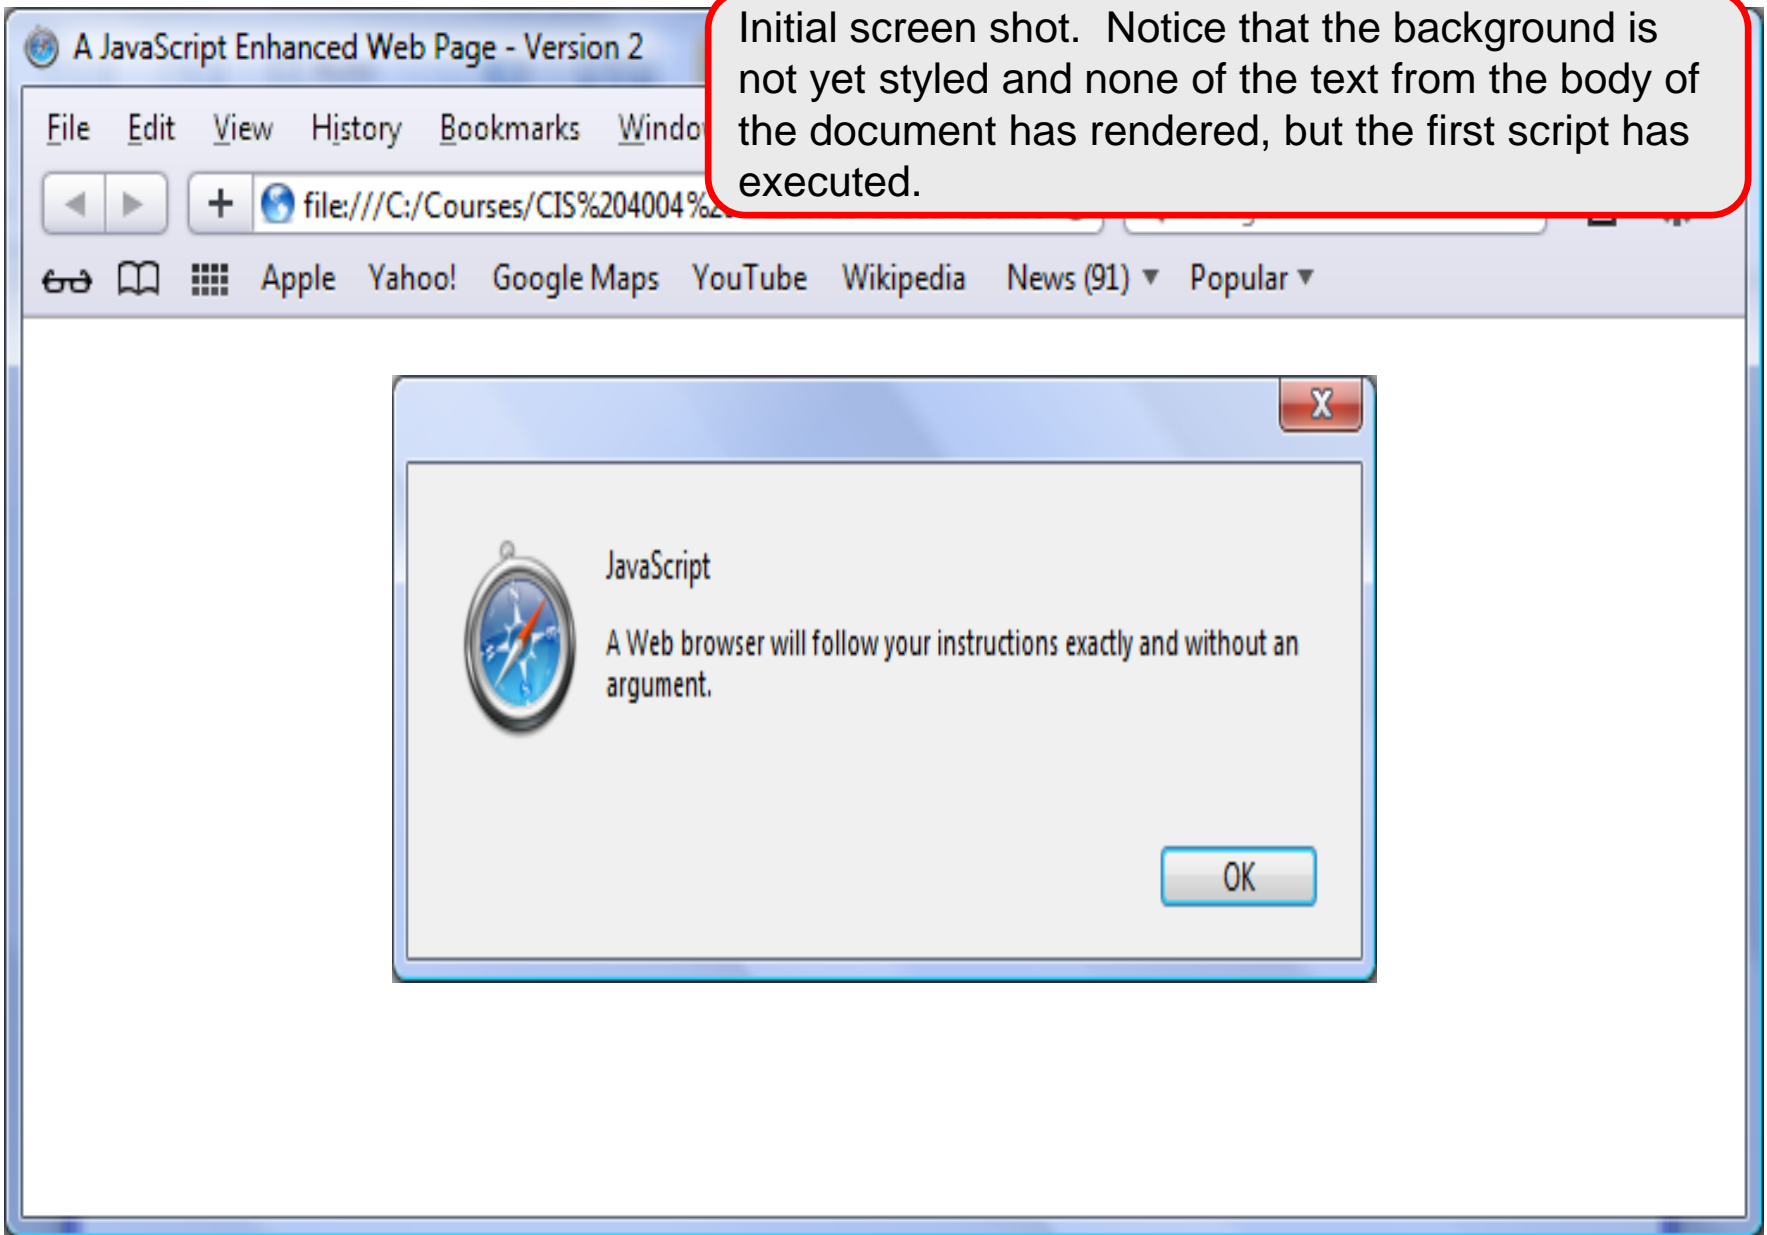 A JavaScript Enhanced Web Page - Version 2
Initial screen shot.  Notice that the background is
not yet styled and none of the text from the body of
the document has rendered, but the first script has
executed.
File Edit View History Bookmarks
file:///C:/Courses/CIS%204004%2
Apple Yahoo! Google Maps YouTube Wikipedia News (91) ▼ Popular ▼
X
JavaScript
A Web browser will follow your instructions exactly and without an
argument.
OK